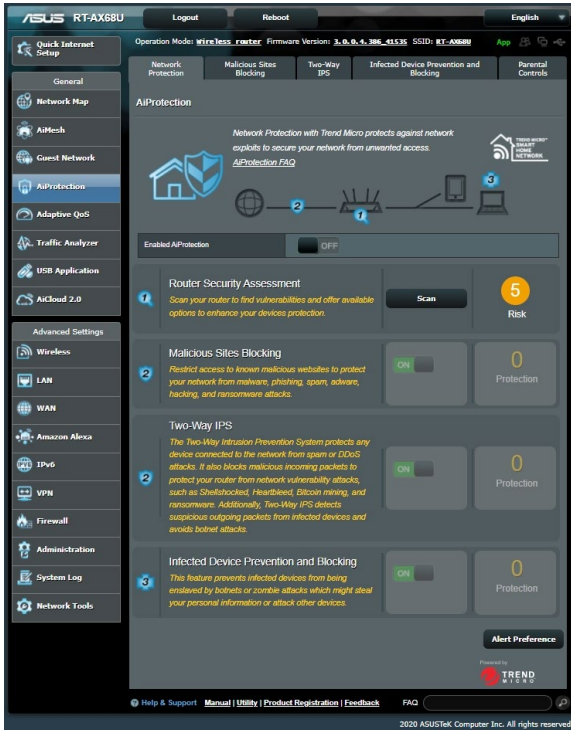 ASUS RT-AX68U
Logout
Reboot
English
Quick Internet
Setup
Operation Mode: Wireless router Firmware Version: 3.0.0.4.386_41535 SSID: RT-AX68U
App
General
Network Map
AiMesh
Guest Network
AiProtection
Adaptive QoS
Traffic Analyzer
USB Application
AiCloud 2.0
Advanced Settings
Wireless
LAN
WAN
Amazon Alexa
IPv6
VPN
Firewall
Administration
System Log
Network Tools
Network
Protection
Malicious Sites
Blocking
Two-Way
IPS
Infected Device Prevention and
Blocking
Parental
Controls
AiProtection
Network Protection with Trend Micro protects against network
exploits to secure your network from unwanted access.
AiProtection FAQ
TREND MICRO™
SMART
HOME
NETWORK
3
2
1
Enabled AiProtection
OFF
1
Router Security Assessment
Scan your router to find vulnerabilities and offer available
options to enhance your devices
protection.
Scan
5
Risk
2
Malicious Sites Blocking
Restrict access to known malicious websites to protect
your network from malware, phishing, spam, adware,
hacking, and ransomware attacks.
ON
0
Protection
2
Two-Way IPS
The Two-Way Intrusion Prevention System protects any
device connected to the network from spam or DDoS
attacks. It also blocks malicious incoming packets to
protect your router from network vulnerability attacks,
such as Shellshocked, Heartbleed, Bitcoin mining, and
ransomware. Additionally, Two-Way IPS detects
suspicious outgoing packets from infected devices and
avoids botnet attacks.
ON
0
Protection
3
Infected Device Prevention and Blocking
This feature prevents infected devices from being
enslaved by botnets or zombie attacks which might steal
your personal information or attack other devices.
ON
0
Protection
Alert Preference
Powered by
TREND
MICRO
Help & Support Manual | Utility | Product Registration | Feedback FAQ
2020 ASUSTeK Computer Inc. All rights reserved